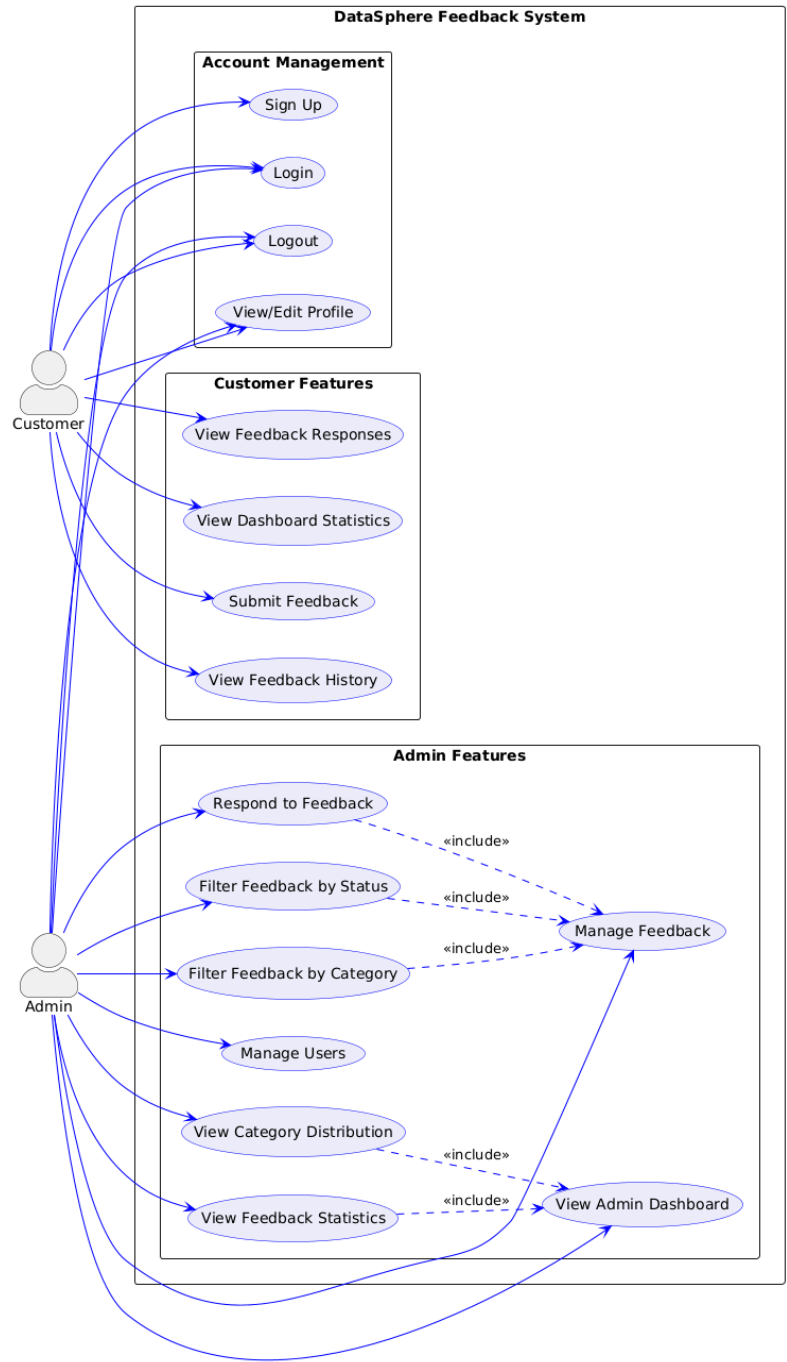 DataSphere Feedback System
Account Management
Sign Up
Login
Logout
View/Edit Profile
Customer
Customer Features
View Feedback Responses
View Dashboard Statistics
Submit Feedback
View Feedback History
Admin Features
Respond to Feedback
«include»
Filter Feedback by Status
«include»
Manage Feedback
Filter Feedback by Category
«include»
Admin
Manage Users
View Category Distribution
«include»
View Feedback Statistics
«include»
View Admin Dashboard